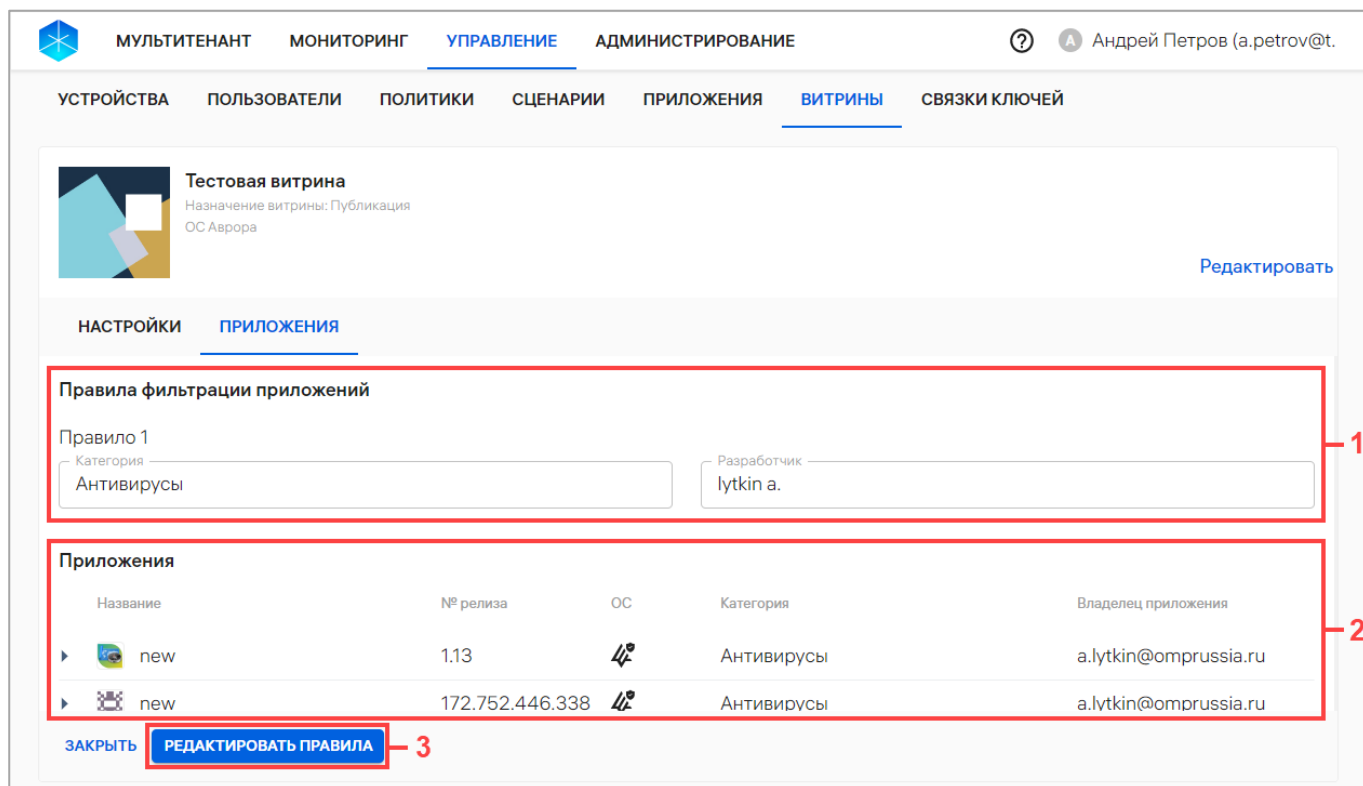 МУЛЬТИТЕНАНТ МОНИТОРИНГ УПРАВЛЕНИЕ АДМИНИСТРИРОВАНИЕ ? A Андрей Петров (a.petrov@t.
УСТРОЙСТВА ПОЛЬЗОВАТЕЛИ ПОЛИТИКИ СЦЕНАРИИ ПРИЛОЖЕНИЯ ВИТРИНЫ СВЯЗКИ КЛЮЧЕЙ
Тестовая витрина
Назначение витрины: Публикация
ОС Аврора
Редактировать
НАСТРОЙКИ ПРИЛОЖЕНИЯ
Правила фильтрации приложений
Правило 1
1
Категория Разработчик
Антивирусы lytkin a.
Приложения
Название № релиза ОС Категория Владелец приложения
2
new 1.13 Антивирусы a.lytkin@omprussia.ru
new 172.752.446.338 Антивирусы a.lytkin@omprussia.ru
ЗАКРЫТЬ РЕДАКТИРОВАТЬ ПРАВИЛА 3